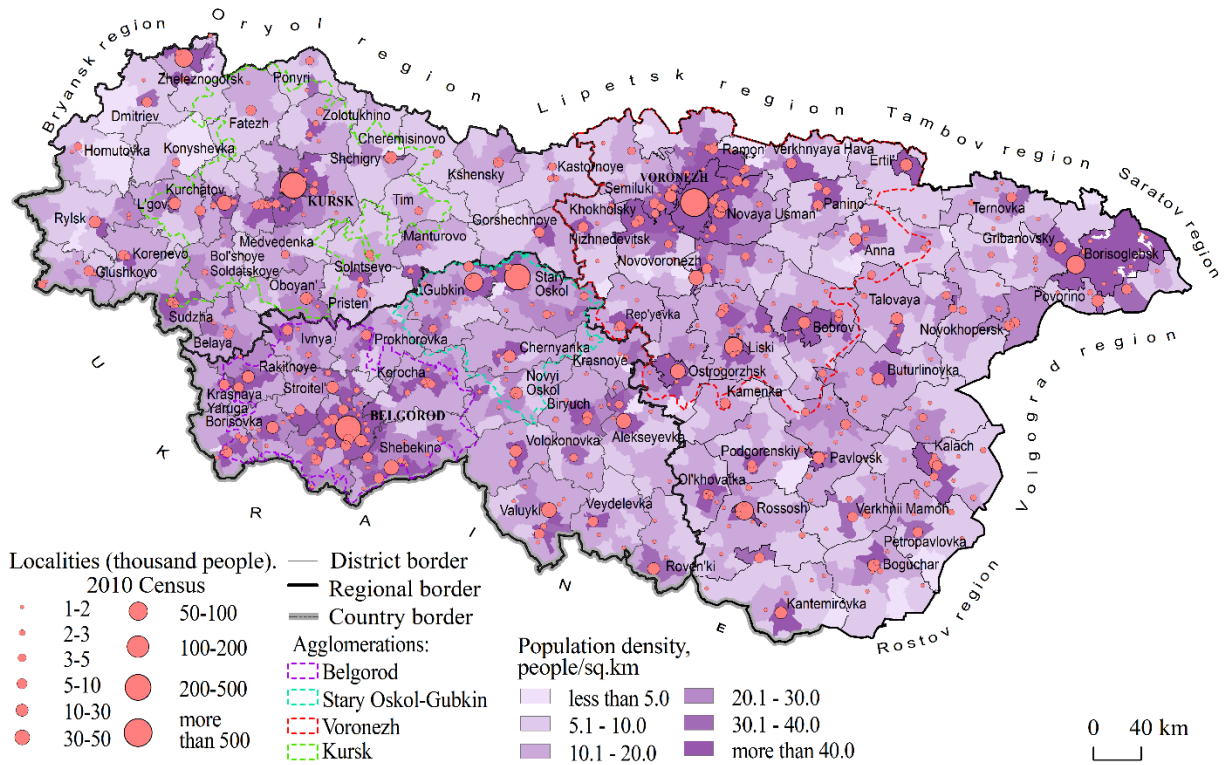 Bryansk region
Oryol region
Lipetsk region
Tambov region
Saratov region
Volgograd region
Rostov region
UKRAINE
Zheleznogorsk
Ponyri
Dmitriev
Fatezh
Zolotukhino
Cheremisinovo
Homutovka
Konyshevka
Shchigry
Kastornoye
Kshensky
Kurchatov
L'gov
KURSK
Tim
Rylsk
Gorshechnoye
Medvedenka
Manturovo
Korenevo
Bol'shoye
Soldatskoye
Solntsevo
Glushkovo
Oboyan'
Pristen'
Sudzha
Belaya
Ramon'
Verkhnyaya Hava
Ertil'
VORONEZH
Semiluki
Khokholsky
Novaya Usman'
Panino
Nizhnedevitsk
Anna
Ternovka
Gribanovsky
Borisoglebsk
Novovoronezh
Povorino
Talovaya
Novokhopersk
Gubkin
Stary
Oskol
Rep'yevka
Bobrov
Ivnya
Prokhorovka
Chernyanka
Liski
Krasnoye
Ostrogorzhsk
Buturlinovka
Rakitnoye
Korocha
Novyi
Oskol
Kamenka
Stroitel'
Krasnaya
Yaruga
Biryuch
Borisovka
BELGOROD
Alekseyevka
Shebekino
Volokonovka
Podgorenskiy
Pavlovsk
Kalach
Ol'khovatka
Valuyki
Veydelevka
Rossosh
Verkhnii Mamon
Petropavlovka
Roven'ki
Boguchar
Kantemirovka
Localities (thousand people).
2010 Census
1-2
2-3
3-5
5-10
10-30
30-50
50-100
100-200
200-500
more
than 500
District border
Regional border
Country border
Agglomerations:
Belgorod
Stary Oskol-Gubkin
Voronezh
Kursk
Population density,
people/sq.km
less than 5.0
5.1 - 10.0
10.1 - 20.0
20.1 - 30.0
30.1 - 40.0
more than 40.0
0 40 km